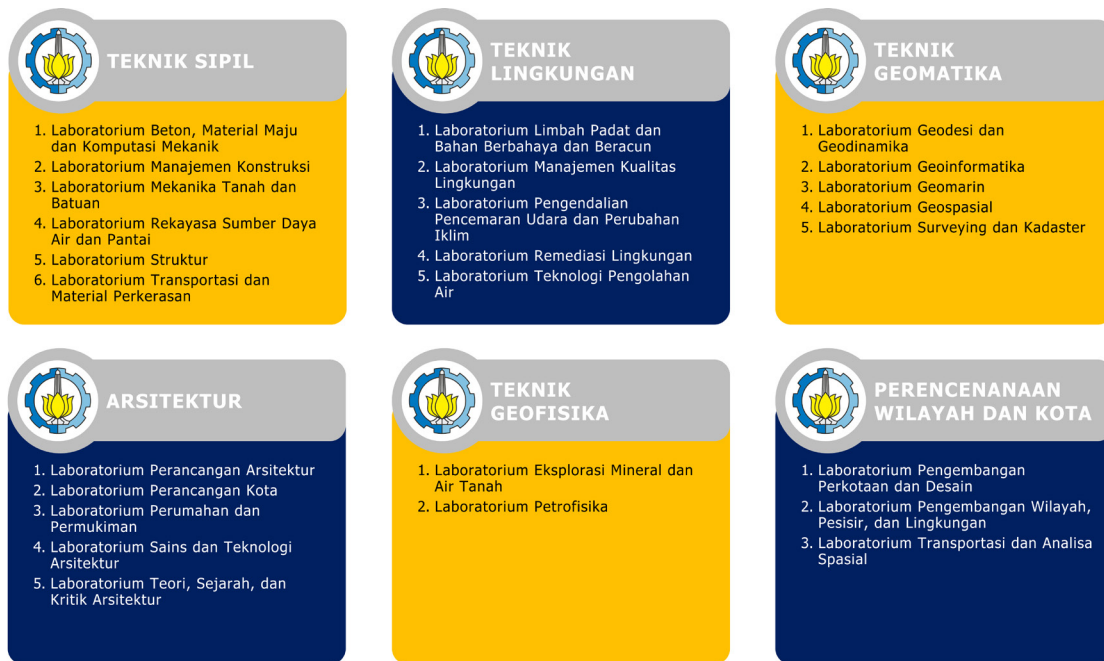 TEKNIK SIPIL
1. Laboratorium Beton, Material Maju
dan Komputasi Mekanik
2. Laboratorium Manajemen Konstruksi
3. Laboratorium Mekanika Tanah dan
Batuan
4. Laboratorium Rekayasa Sumber Daya
Air dan Pantai
5. Laboratorium Struktur
6. Laboratorium Transportasi dan
Material Perkerasan
TEKNIK
LINGKUNGAN
1. Laboratorium Limbah Padat dan
Bahan Berbahaya dan Beracun
2. Laboratorium Manajemen Kualitas
Lingkungan
3. Laboratorium Pengendalian
Pencemaran Udara dan Perubahan
Iklim
4. Laboratorium Remediasi Lingkungan
5. Laboratorium Teknologi Pengolahan
Air
TEKNIK
GEOMATIKA
1. Laboratorium Geodesi dan
Geodinamika
2. Laboratorium Geoinformatika
3. Laboratorium Geomarin
4. Laboratorium Geospasial
5. Laboratorium Surveying dan Kadaster
ARSITEKTUR
1. Laboratorium Perancangan Arsitektur
2. Laboratorium Perancangan Kota
3. Laboratorium Perumahan dan
Permukiman
4. Laboratorium Sains dan Teknologi
Arsitektur
5. Laboratorium Teori, Sejarah, dan
Kritik Arsitektur
TEKNIK
GEOFISIKA
1. Laboratorium Eksplorasi Mineral dan
Air Tanah
2. Laboratorium Petrofisika
PERENCENANAAN
WILAYAH DAN KOTA
1. Laboratorium Pengembangan
Perkotaan dan Desain
2. Laboratorium Pengembangan Wilayah,
Pesisir, dan Lingkungan
3. Laboratorium Transportasi dan Analisa
Spasial